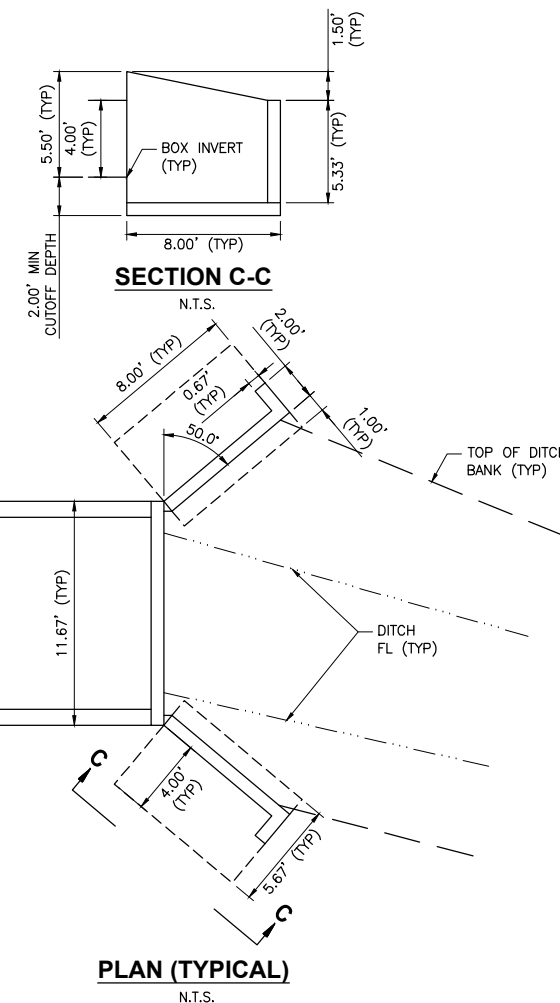 1.50'
(TYP)
5.50' (TYP)
4.00'
(TYP)
BOX INVERT
(TYP)
5.33' (TYP)
8.00' (TYP)
2.00' MIN
CUTOFF DEPTH
SECTION C-C
N.T.S.
8.00' (TYP)
2.00'
(TYP)
0.67'
(TYP)
50.0°
1.00'
(TYP)
TOP OF DITCH
BANK (TYP)
11.67' (TYP)
DITCH
FL (TYP)
C
4.00'
(TYP)
5.67' (TYP)
C
PLAN (TYPICAL)
N.T.S.